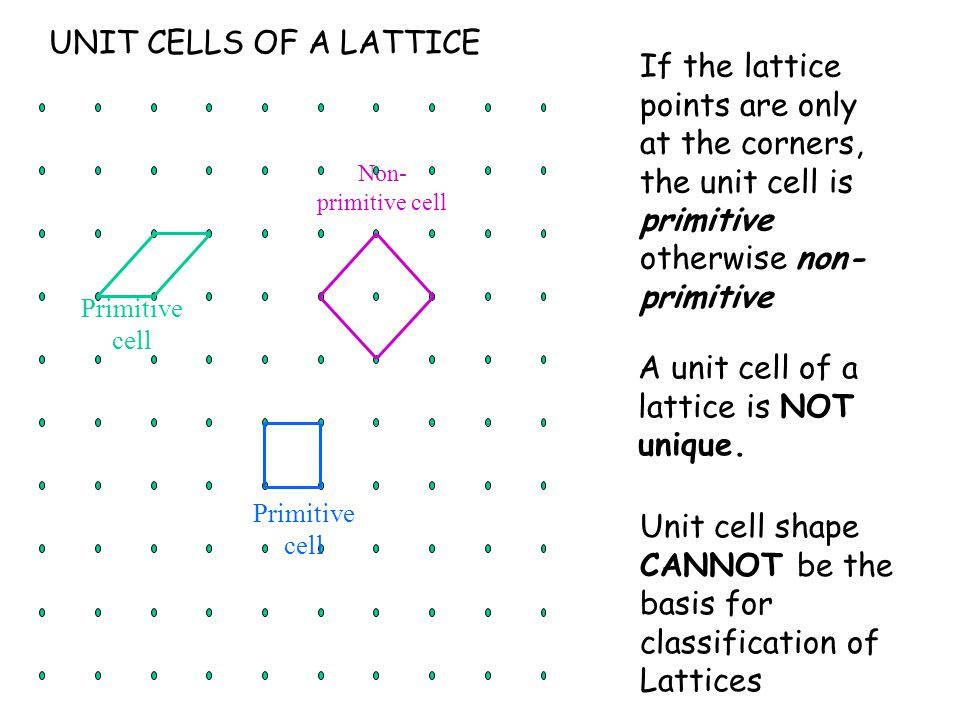 UNIT CELLS OF A LATTICE
Non-
primitive cell
Primitive
cell
Primitive
cell
If the lattice
points are only
at the corners,
the unit cell is
primitive
otherwise non-
primitive
A unit cell of a
lattice is NOT
unique.
Unit cell shape
CANNOT be the
basis for
classification of
Lattices